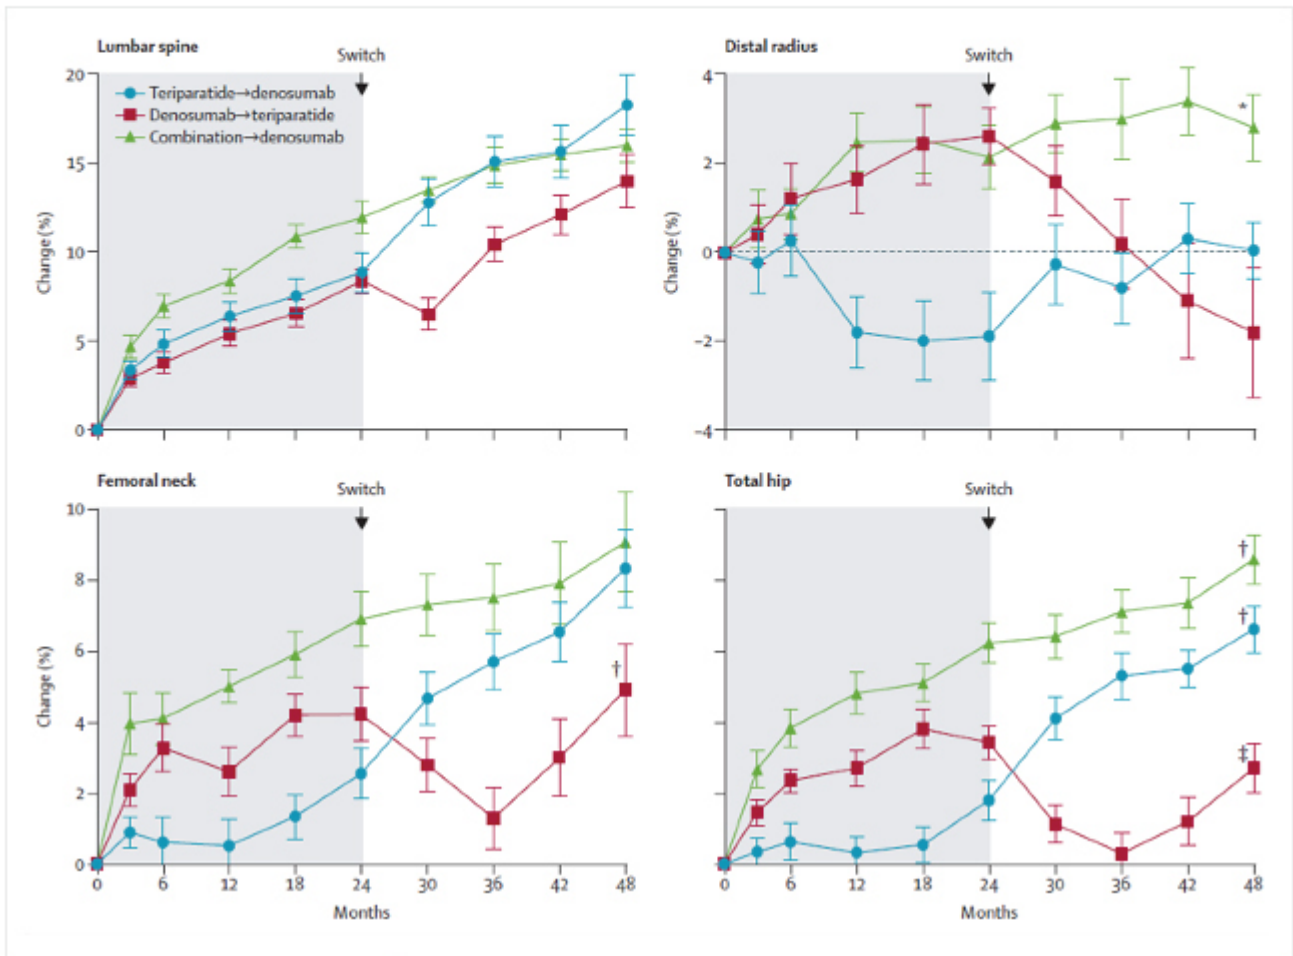 Lumbar spine
Switch
20
15
10
5
0
Change (%)
Teriparatide→denosumab
Denosumab→teriparatide
Combination→denosumab
Distal radius
Switch
4
2
0
−2
−4
Change (%)
*
Femoral neck
Switch
10
8
6
4
2
0
Change (%)
†
0 6 12 18 24 30 36 42 48
Months
Total hip
Switch
†
†
‡
0 6 12 18 24 30 36 42 48
Months